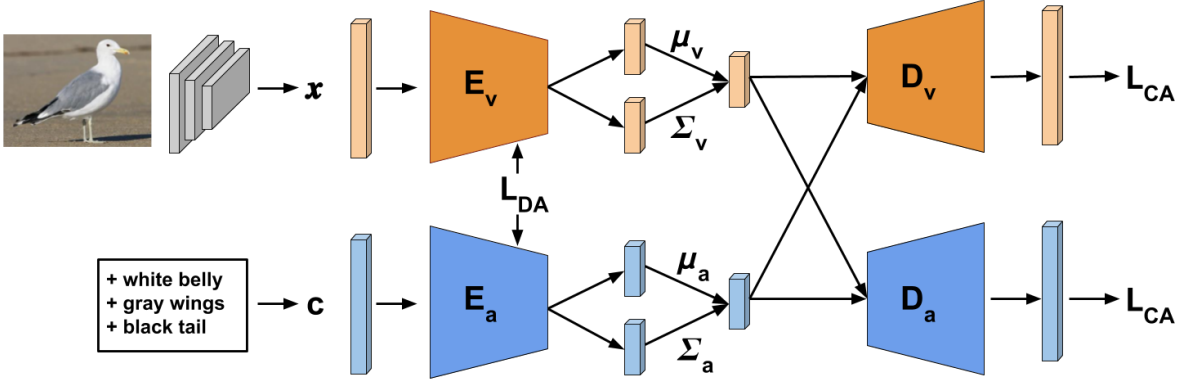 x
E_v
μ_v
Σ_v
D_v
L_CA
L_DA
+ white belly
+ gray wings
+ black tail
c
E_a
μ_a
Σ_a
D_a
L_CA